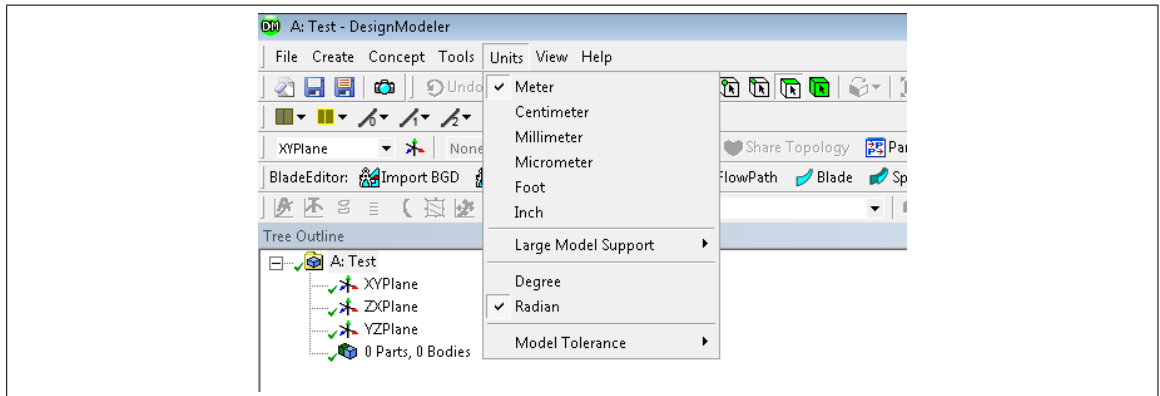 DM A: Test - DesignModeler
File Create Concept Tools Units View Help
Undo
Meter
Centimeter
Millimeter
Micrometer
Foot
Inch
Large Model Support
Degree
Radian
Model Tolerance
XYPlane None Share Topology
BladeEditor: Import BGD FlowPath Blade
Tree Outline
A: Test
XYPlane
ZXPlane
YZPlane
0 Parts, 0 Bodies